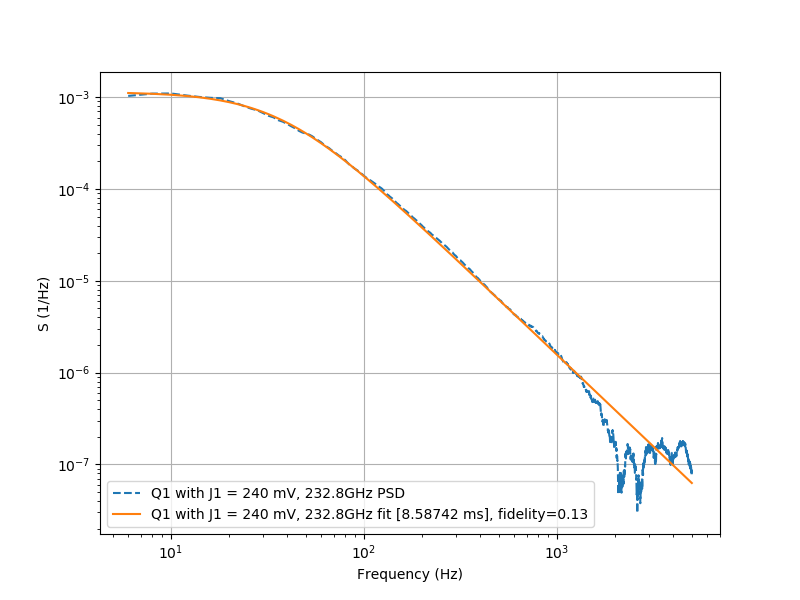 10⁻³
10⁻⁴
10⁻⁵
10⁻⁶
10⁻⁷
S (1/Hz)
Q1 with J1 = 240 mV, 232.8GHz PSD
Q1 with J1 = 240 mV, 232.8GHz fit [8.58742 ms], fidelity=0.13
10¹ 10² 10³
Frequency (Hz)